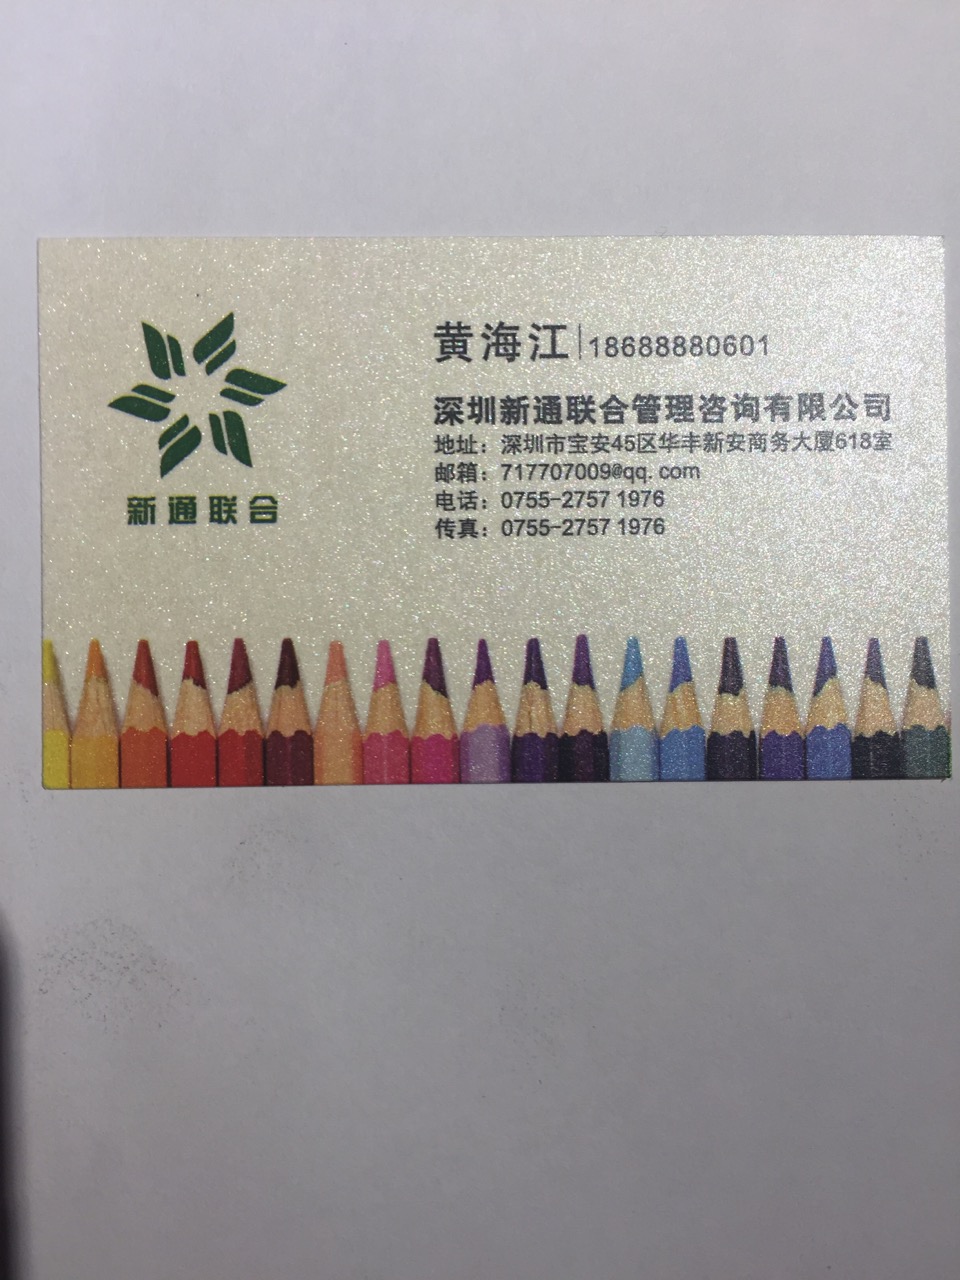 新通联合
黄海江|18688880601
深圳新通联合管理咨询有限公司
地址：深圳市宝安45区华丰新安商务大厦618室
邮箱：717707009@qq.com
电话：0755-2757 1976
传真：0755-2757 1976